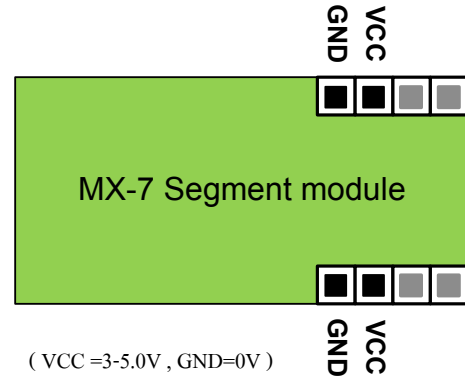 GND VCC
MX-7 Segment module
GND VCC
( VCC =3-5.0V , GND=0V )